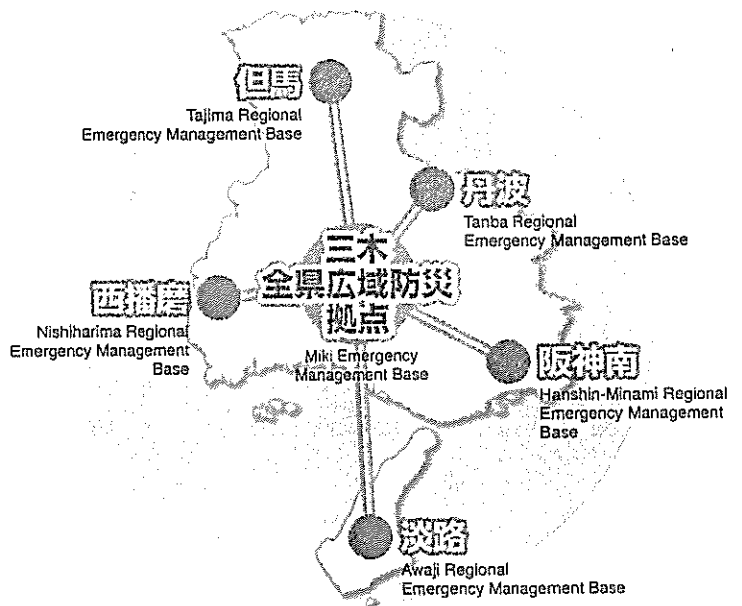 但馬
Tajima Regional
Emergency Management Base
丹波
Tanba Regional
Emergency Management Base
三木
全県広域防災
拠点
Miki Emergency
Management Base
西播磨
Nishiharima Regional
Emergency Management
Base
阪神南
Hanshin-Minami Regional
Emergency Management
Base
淡路
Awaji Regional
Emergency Management Base